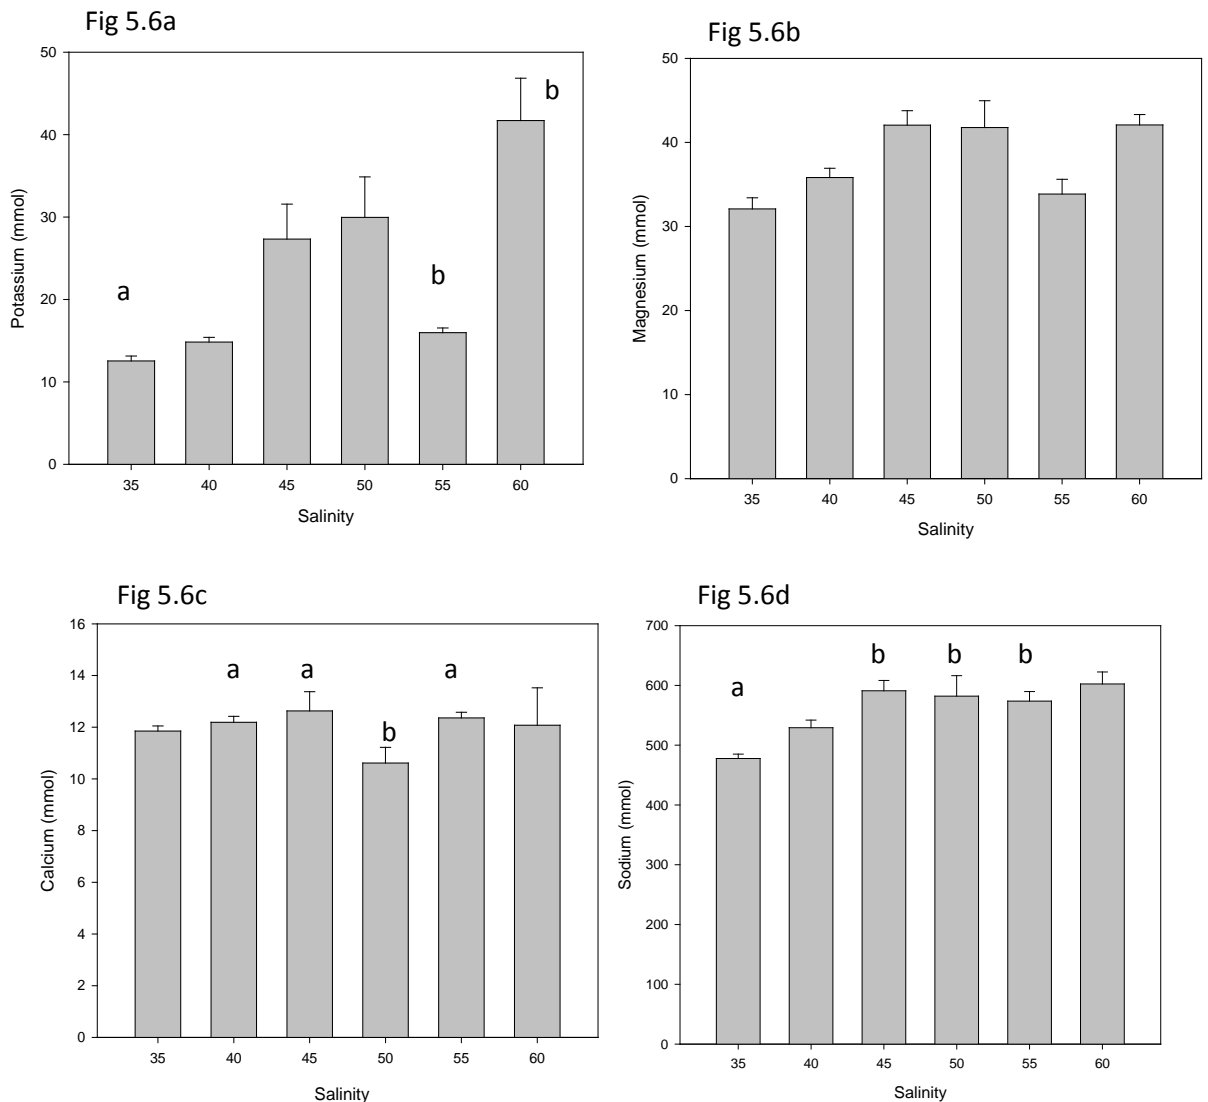 Fig 5.6a
50
40
30
20
10
0
Potassium (mmol)
a
b
b
35 40 45 50 55 60
Salinity
Fig 5.6b
50
40
30
20
10
0
Magnesium (mmol)
35 40 45 50 55 60
Salinity
Fig 5.6c
16
14
12
10
8
6
4
2
0
Calcium (mmol)
a a b a
35 40 45 50 55 60
Salinity
Fig 5.6d
700
600
500
400
300
200
100
0
Sodium (mmol)
a b b b
35 40 45 50 55 60
Salinity